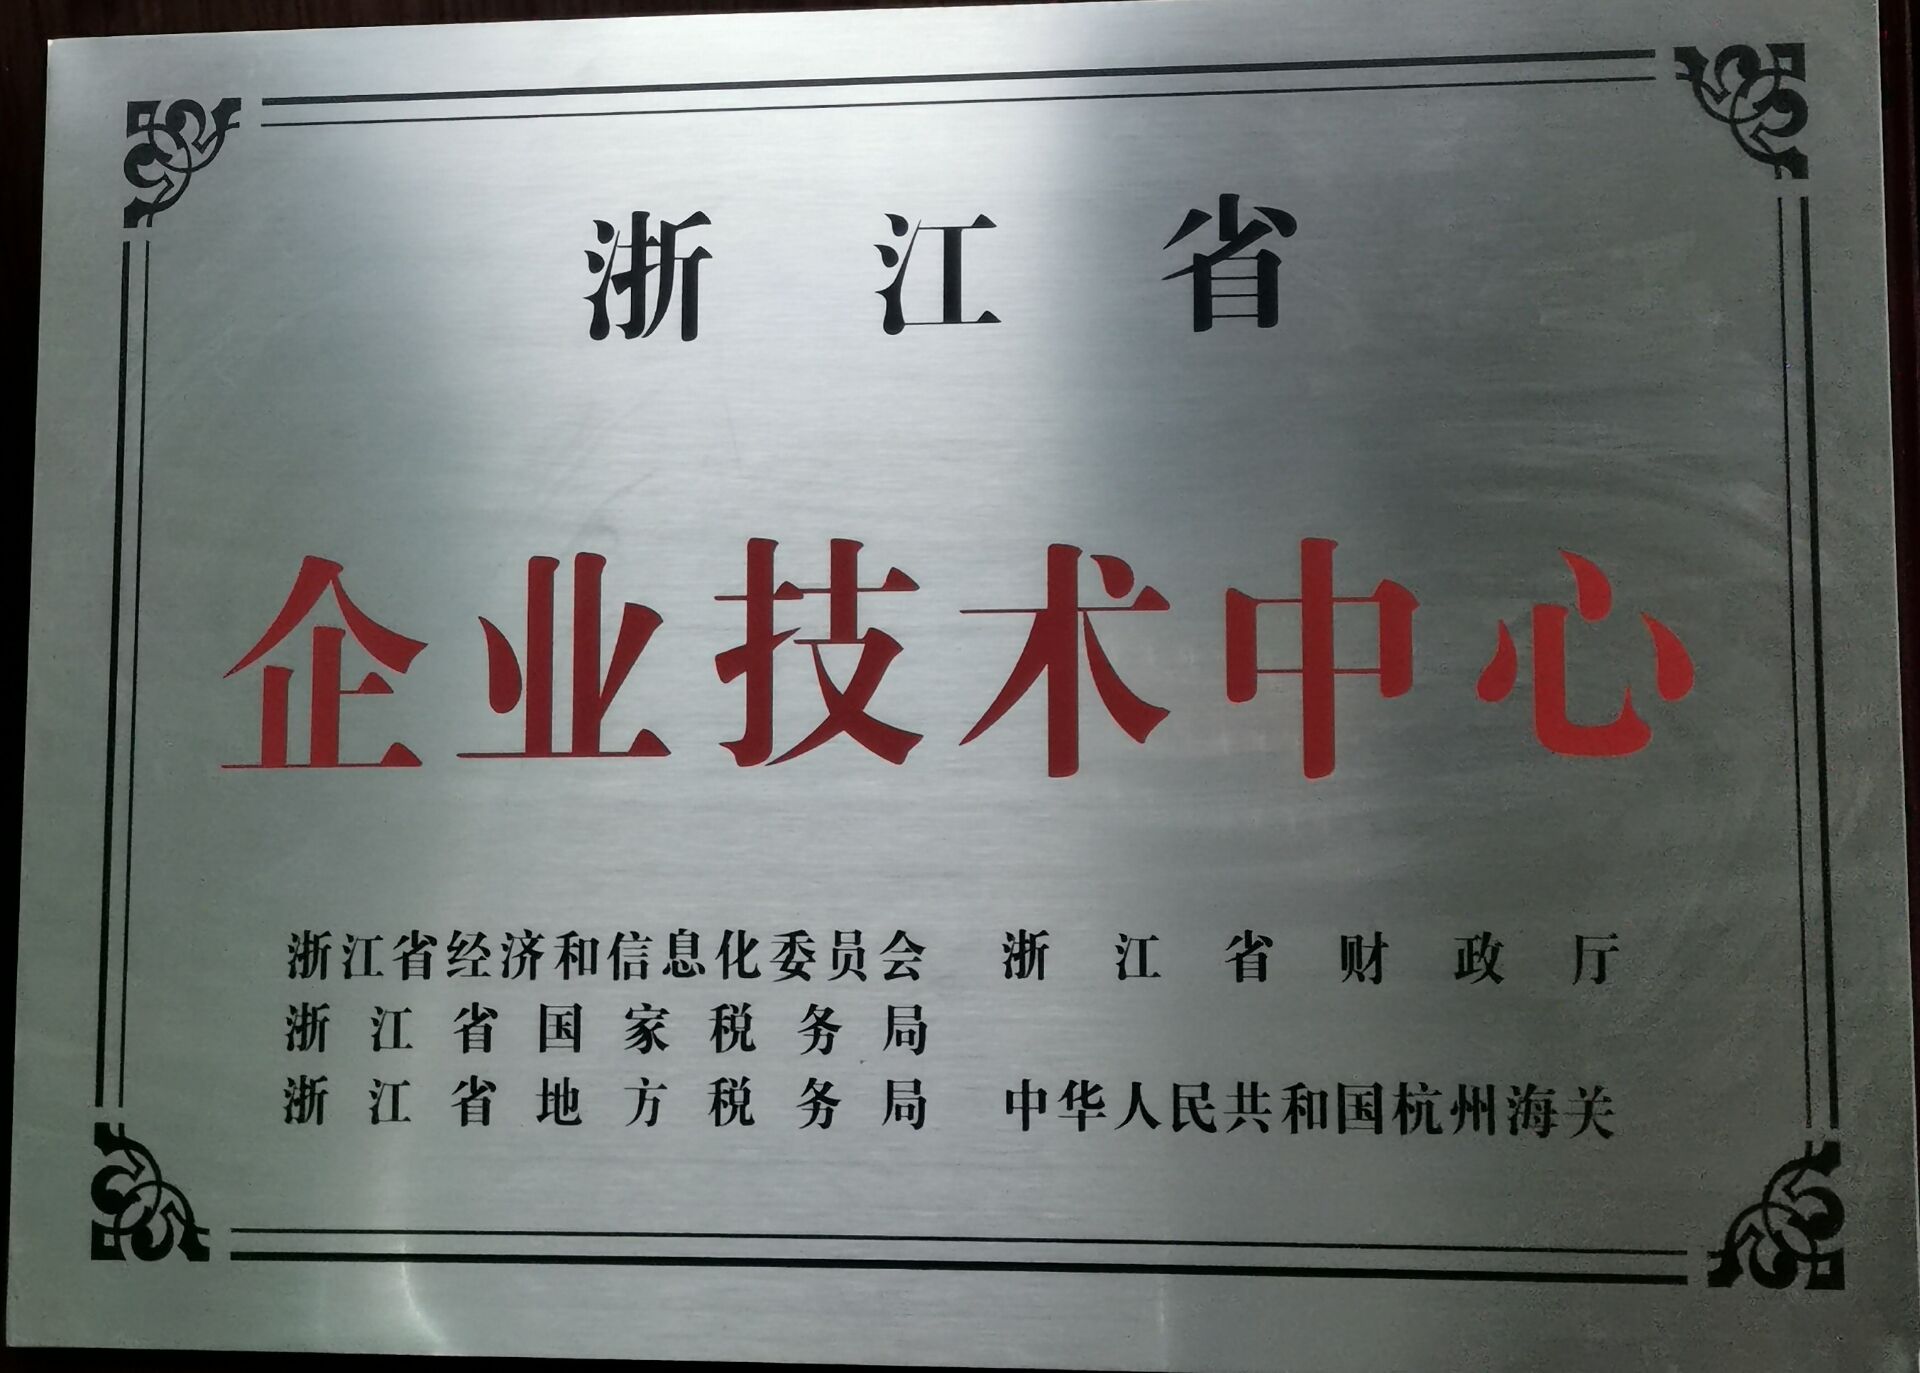 浙江省
企业技术中心
浙江省经济和信息化委员会 浙江省财政厅
浙江省国家税务局
浙江省地方税务局 中华人民共和国杭州海关